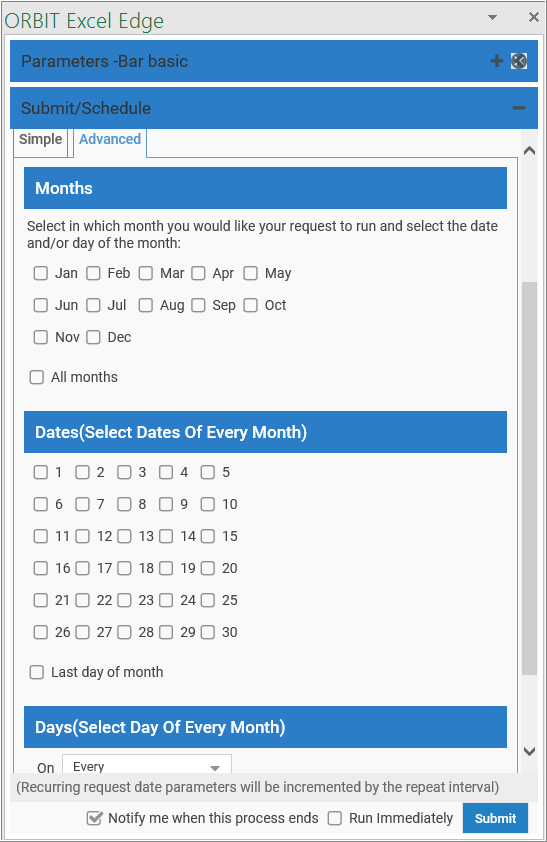 ORBIT Excel Edge
Parameters -Bar basic
Submit/Schedule
Simple Advanced
Months
Select in which month you would like your request to run and select the date
and/or day of the month:
Jan Feb Mar Apr May
Jun Jul Aug Sep Oct
Nov Dec
All months
Dates(Select Dates Of Every Month)
1 2 3 4 5
6 7 8 9 10
11 12 13 14 15
16 17 18 19 20
21 22 23 24 25
26 27 28 29 30
Last day of month
Days(Select Day Of Every Month)
On Every
(Recurring request date parameters will be incremented by the repeat interval)
Notify me when this process ends Run Immediately Submit